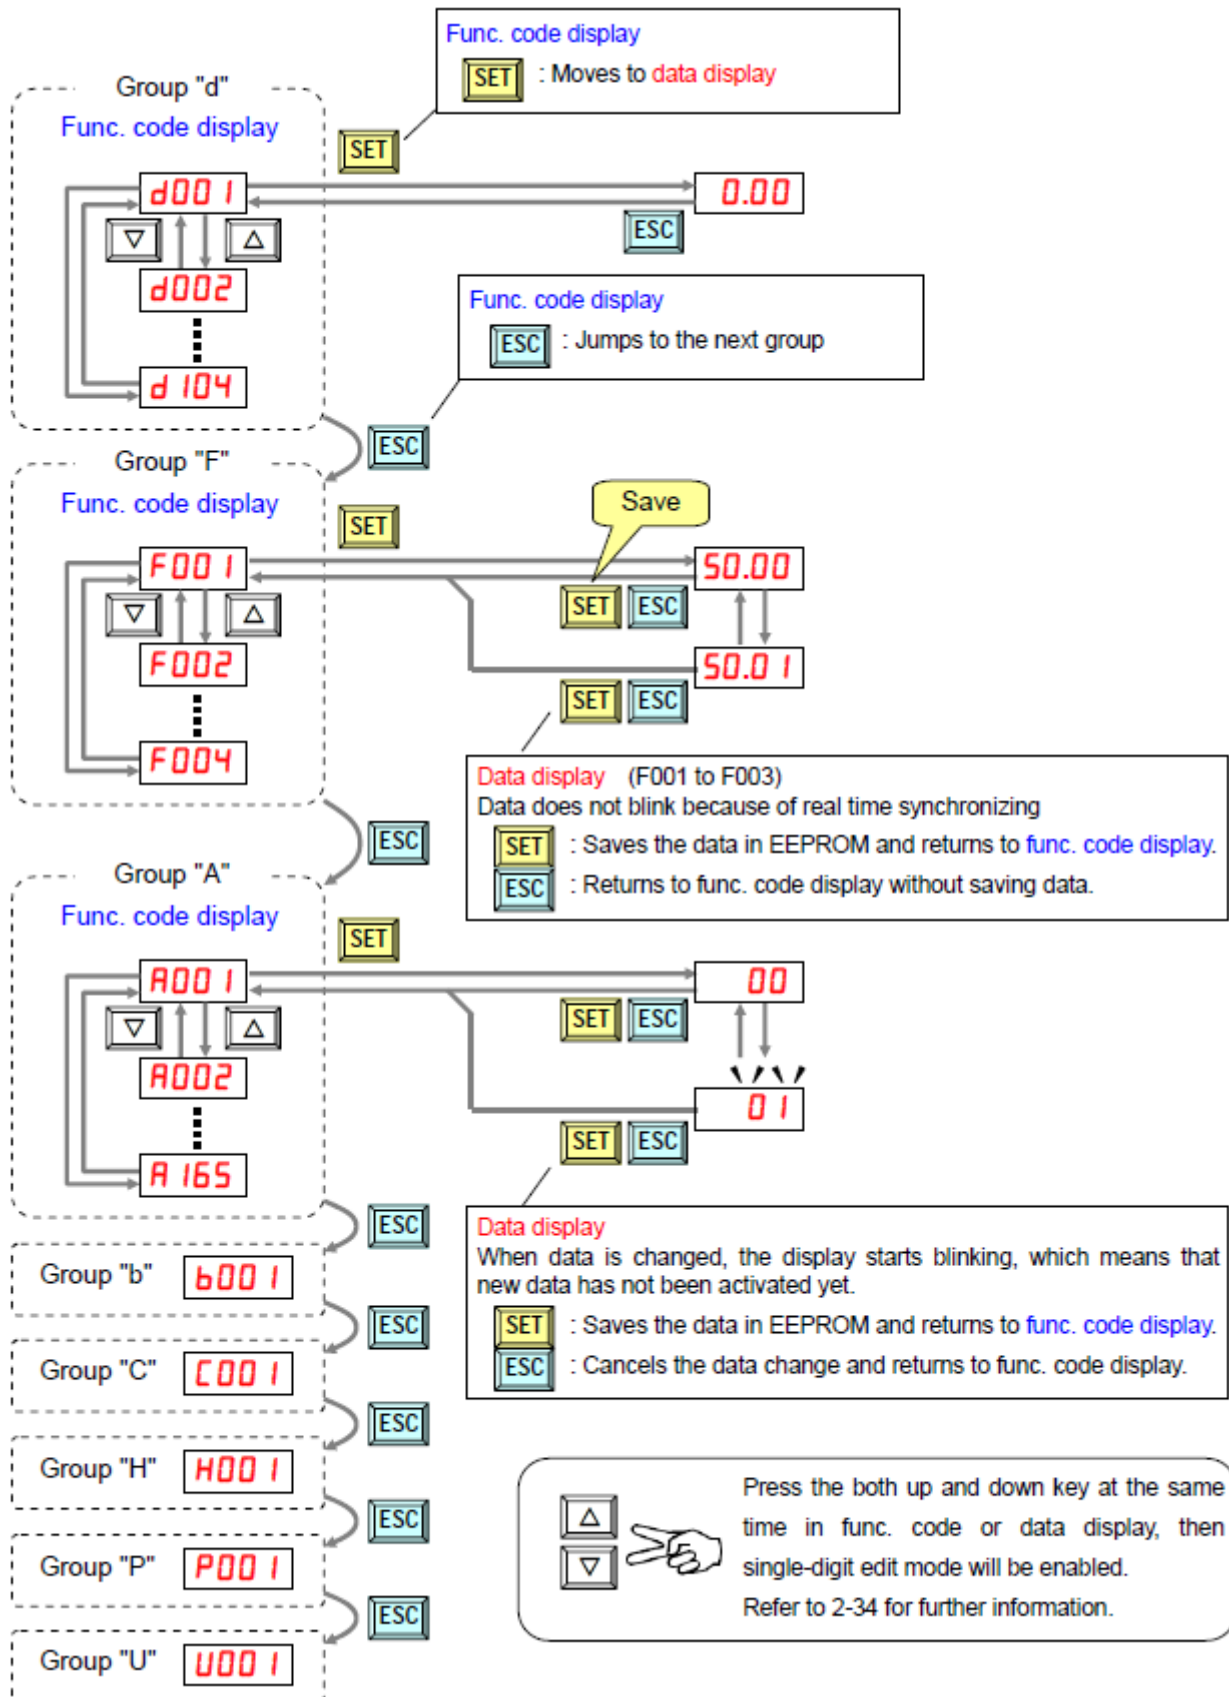 Func. code display
SET : Moves to data display
Group "d"
Func. code display
SET
d001
0.00
ESC
▽ △
d002
Func. code display
ESC : Jumps to the next group
d104
ESC
Group "F"
Func. code display
SET
Save
F001
50.00
▽ △
SET ESC
F002
50.01
SET ESC
F004
Data display (F001 to F003)
Data does not blink because of real time synchronizing
SET : Saves the data in EEPROM and returns to func. code display.
ESC : Returns to func. code display without saving data.
ESC
Group "A"
Func. code display
SET
A001
00
▽ △
SET ESC
A002
01
SET ESC
A165
Data display
When data is changed, the display starts blinking, which means that
new data has not been activated yet.
SET : Saves the data in EEPROM and returns to func. code display.
ESC : Cancels the data change and returns to func. code display.
ESC
Group "b" b001
ESC
Group "C" C001
ESC
Group "H" H001
ESC
Group "P" P001
ESC
Group "U" U001
△
▽
Press the both up and down key at the same
time in func. code or data display, then
single-digit edit mode will be enabled.
Refer to 2-34 for further information.